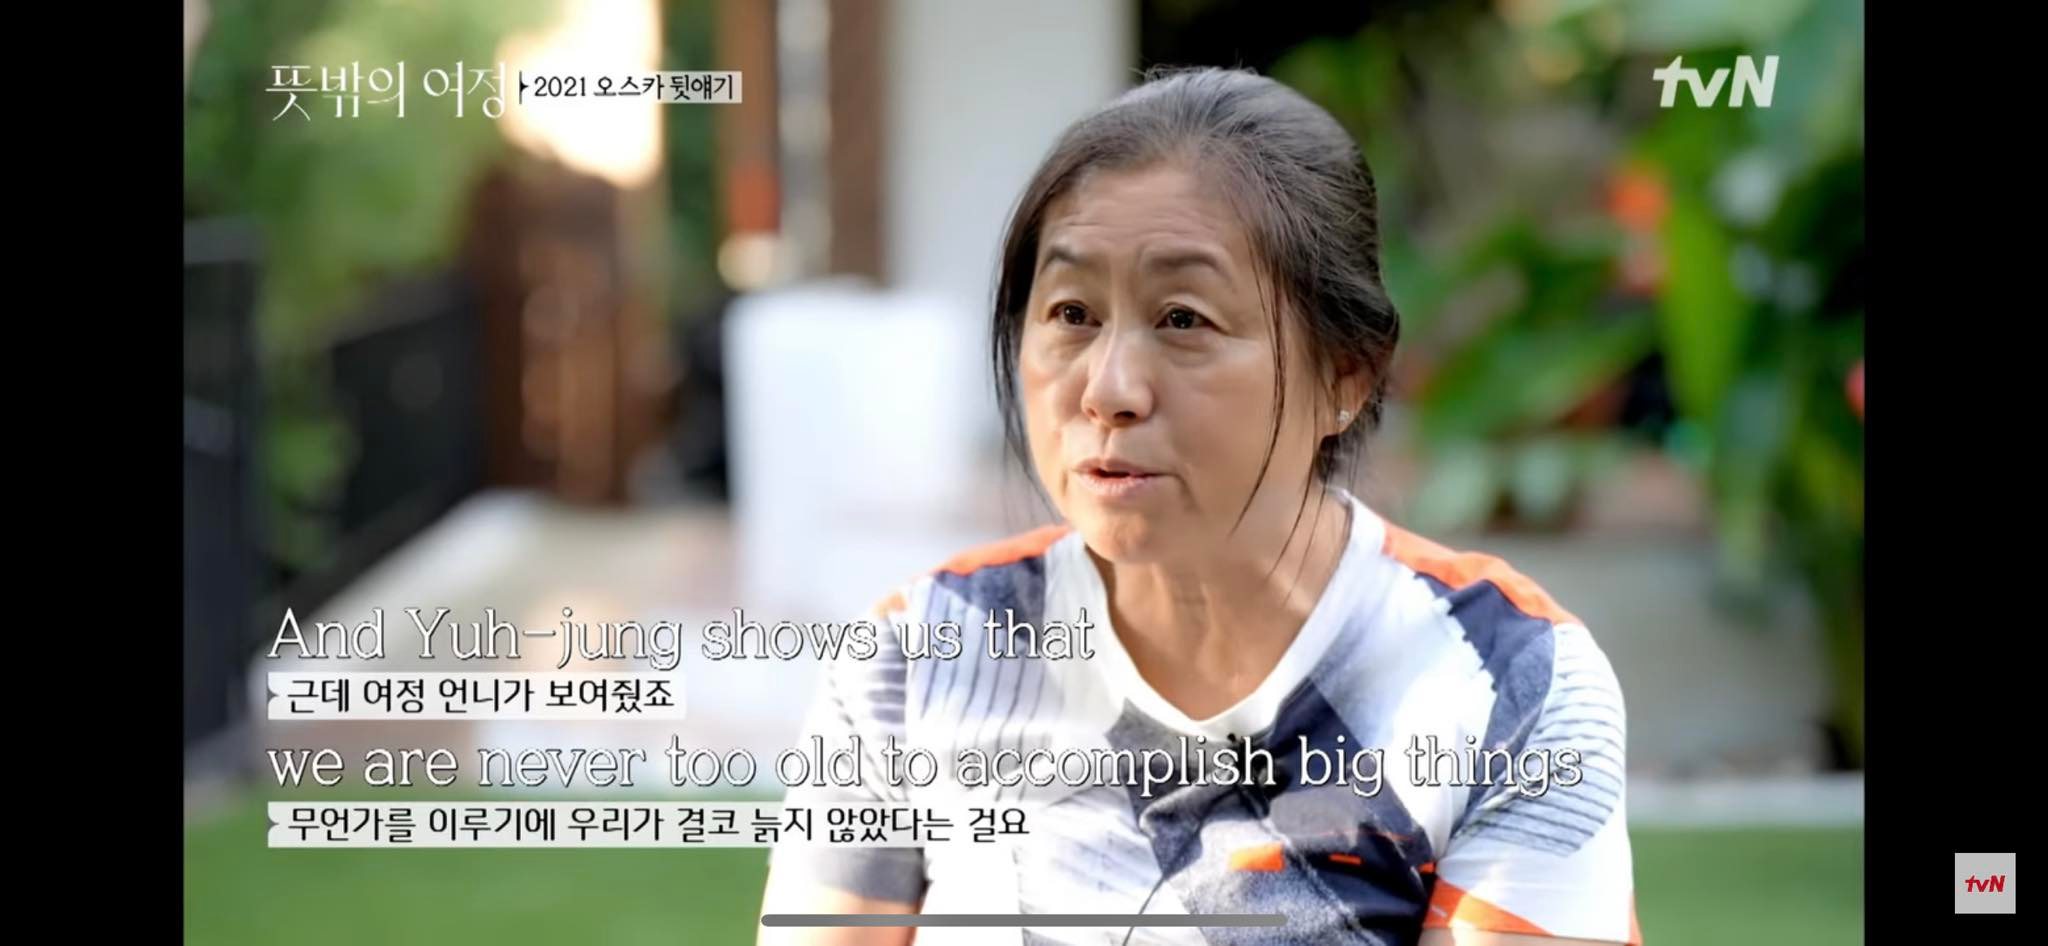 뜻밖의 여정 2021 오스카 뒷얘기
tvN
And Yuh-jung shows us that
근데 여정 언니가 보여줬죠
we are never too old to accomplish big things
무언가를 이루기에 우리가 결코 늙지 않았다는 걸요
tvN